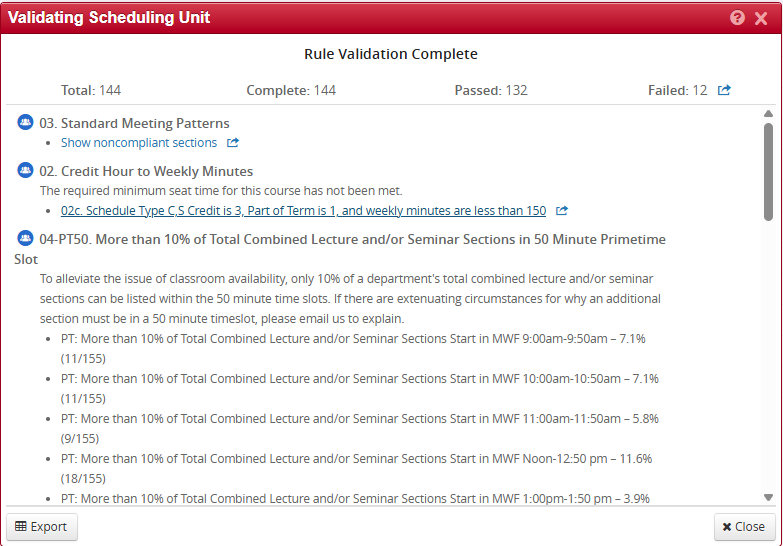 Validating Scheduling Unit
Rule Validation Complete
Total: 144 Complete: 144 Passed: 132 Failed: 12
03. Standard Meeting Patterns
• Show noncompliant sections
02. Credit Hour to Weekly Minutes
The required minimum seat time for this course has not been met.
• 02c. Schedule Type C,S Credit is 3, Part of Term is 1, and weekly minutes are less than 150
04-PT50. More than 10% of Total Combined Lecture and/or Seminar Sections in 50 Minute Primetime
Slot
To alleviate the issue of classroom availability, only 10% of a department's total combined lecture and/or seminar
sections can be listed within the 50 minute time slots. If there are extenuating circumstances for why an additional
section must be in a 50 minute timeslot, please email us to explain.
• PT: More than 10% of Total Combined Lecture and/or Seminar Sections Start in MWF 9:00am-9:50am – 7.1%
(11/155)
• PT: More than 10% of Total Combined Lecture and/or Seminar Sections Start in MWF 10:00am-10:50am – 7.1%
(11/155)
• PT: More than 10% of Total Combined Lecture and/or Seminar Sections Start in MWF 11:00am-11:50am – 5.8%
(9/155)
• PT: More than 10% of Total Combined Lecture and/or Seminar Sections Start in MWF Noon-12:50 pm – 11.6%
(18/155)
• PT: More than 10% of Total Combined Lecture and/or Seminar Sections Start in MWF 1:00pm-1:50 pm – 3.9%
Export
Close